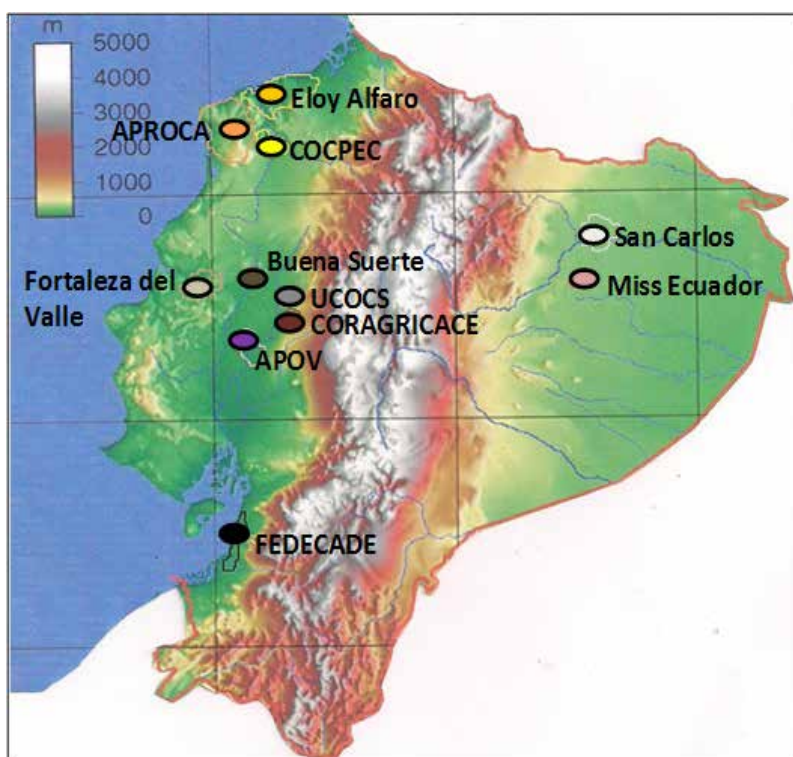 m
5000
4000
3000
2000
1000
0
Eloy Alfaro
APROCA
COCPEC
San Carlos
Buena Suerte
Fortaleza del
Valle
Miss Ecuador
UCOCS
CORAGRICACE
APOV
FEDECADE